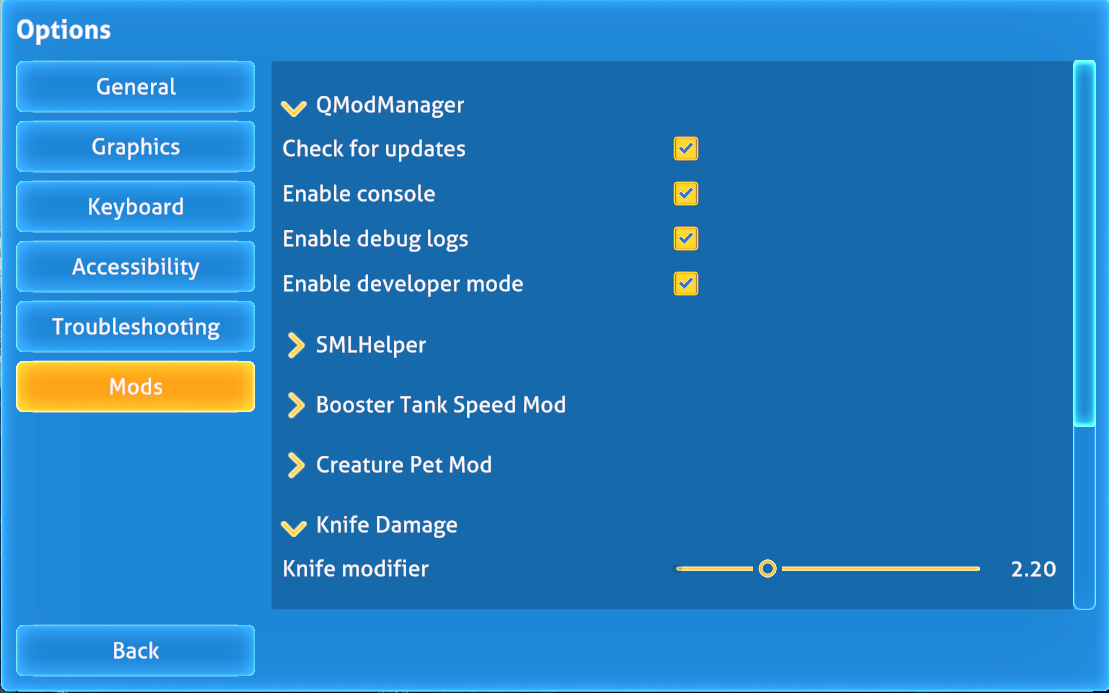 Options
General
Graphics
Keyboard
Accessibility
Troubleshooting
Mods
Back
QModManager
Check for updates
Enable console
Enable debug logs
Enable developer mode
SMLHelper
Booster Tank Speed Mod
Creature Pet Mod
Knife Damage
Knife modifier 2.20